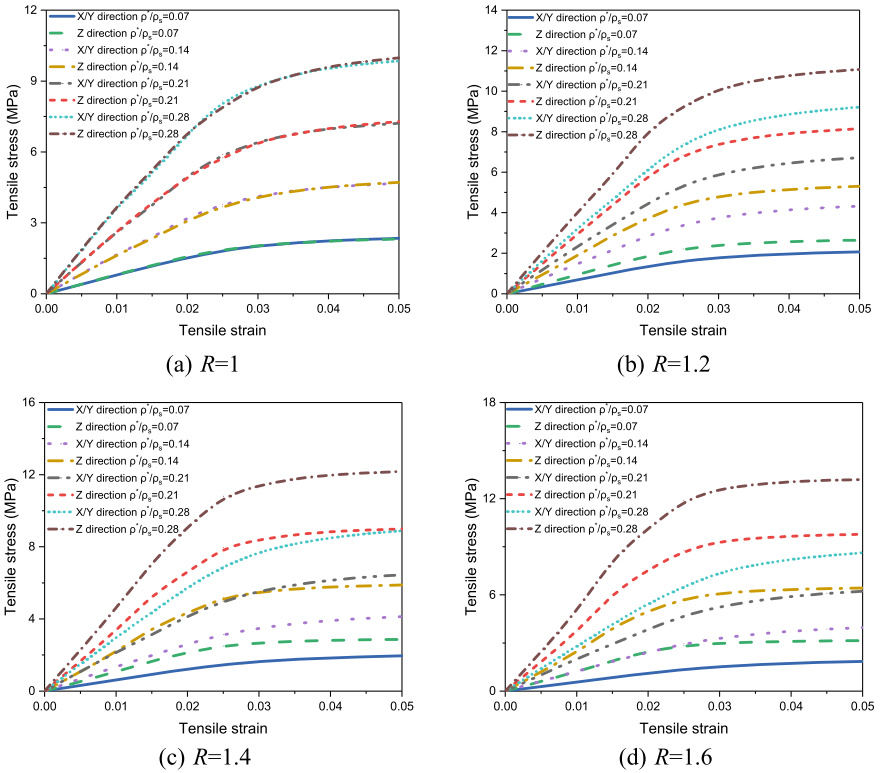 X/Y direction ρ*/ρs=0.07
Z direction ρ*/ρs=0.07
X/Y direction ρ*/ρs=0.14
Z direction ρ*/ρs=0.14
X/Y direction ρ*/ρs=0.21
Z direction ρ*/ρs=0.21
X/Y direction ρ*/ρs=0.28
Z direction ρ*/ρs=0.28
12
9
6
3
0
Tensile stress (MPa)
0.00 0.01 0.02 0.03 0.04 0.05
Tensile strain
(a) R=1
X/Y direction ρ*/ρs=0.07
Z direction ρ*/ρs=0.07
X/Y direction ρ*/ρs=0.14
Z direction ρ*/ρs=0.14
X/Y direction ρ*/ρs=0.21
Z direction ρ*/ρs=0.21
X/Y direction ρ*/ρs=0.28
Z direction ρ*/ρs=0.28
14
12
10
8
6
4
2
0
Tensile stress (MPa)
0.00 0.01 0.02 0.03 0.04 0.05
Tensile strain
(b) R=1.2
X/Y direction ρ*/ρs=0.07
Z direction ρ*/ρs=0.07
X/Y direction ρ*/ρs=0.14
Z direction ρ*/ρs=0.14
X/Y direction ρ*/ρs=0.21
Z direction ρ*/ρs=0.21
X/Y direction ρ*/ρs=0.28
Z direction ρ*/ρs=0.28
16
12
8
4
0
Tensile stress (MPa)
0.00 0.01 0.02 0.03 0.04 0.05
Tensile strain
(c) R=1.4
X/Y direction ρ*/ρs=0.07
Z direction ρ*/ρs=0.07
X/Y direction ρ*/ρs=0.14
Z direction ρ*/ρs=0.14
X/Y direction ρ*/ρs=0.21
Z direction ρ*/ρs=0.21
X/Y direction ρ*/ρs=0.28
Z direction ρ*/ρs=0.28
18
12
6
0
Tensile stress (MPa)
0.00 0.01 0.02 0.03 0.04 0.05
Tensile strain
(d) R=1.6